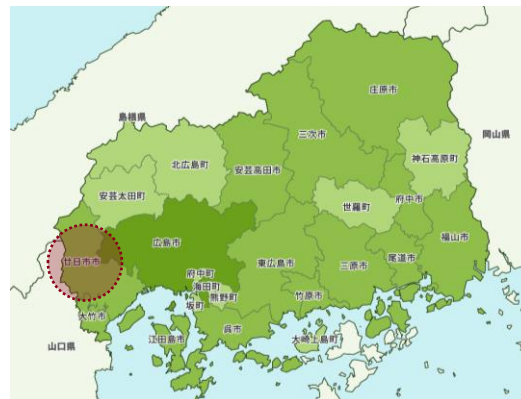 庄原市
島根県
三次市
岡山県
北広島町
安芸高田市
神石高原町
安芸太田町
世羅町
府中市
広島市
福山市
廿日市市
東広島市
三原市
尾道市
府中町
海田町
熊野町
坂町
竹原市
大竹市
呉市
江田島市
大崎上島町
山口県